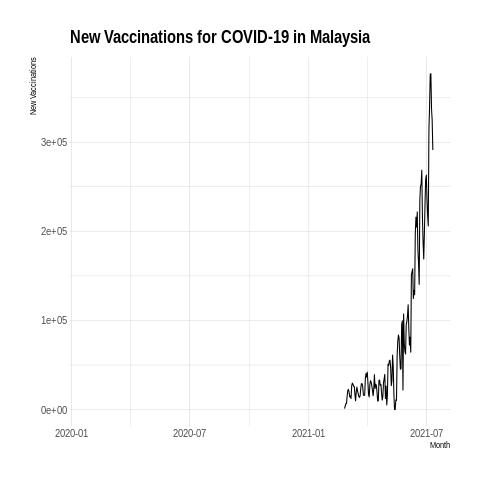 New Vaccinations for COVID-19 in Malaysia
New Vaccinations
3e+05
2e+05
1e+05
0e+00
2020-01
2020-07
2021-01
2021-07
Month